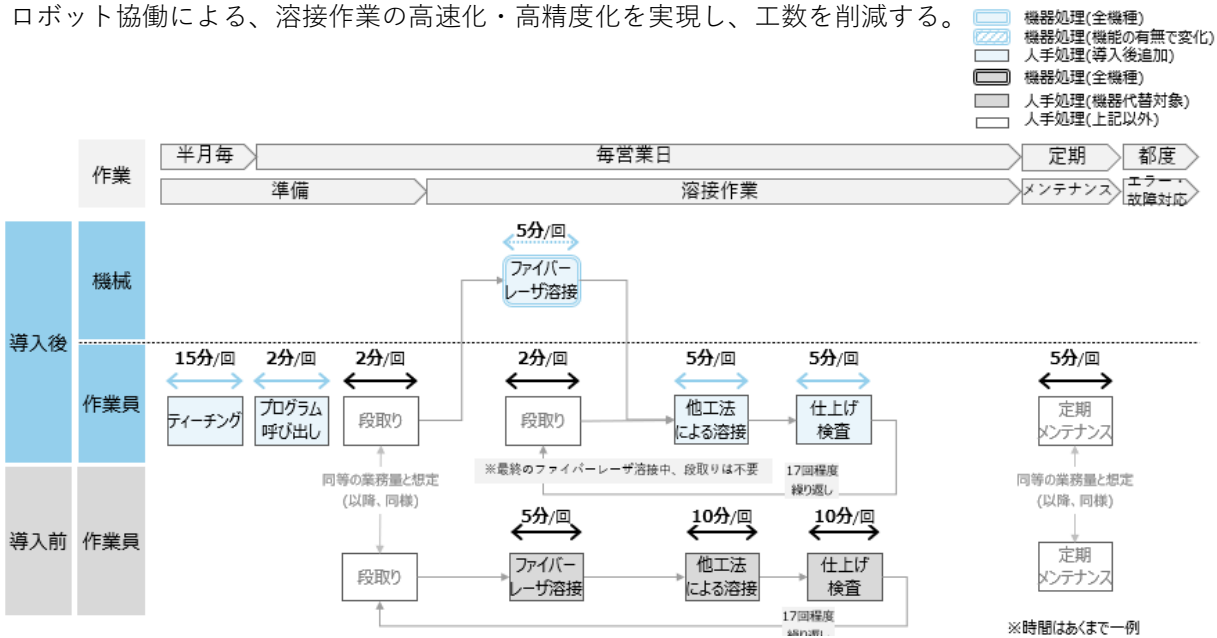 ロボット協働による、溶接作業の高速化・高精度化を実現し、工数を削減する。
機器処理(全機種)
機器処理(機能の有無で変化)
人手処理(導入後追加)
機器処理(全機種)
人手処理(機器代替対象)
人手処理(上記以外)
作業
半月毎
毎営業日
定期
都度
準備
溶接作業
メンテナンス
エラー・
故障対応
導入後
機械
5分/回
ファイバー
レーザ溶接
作業員
15分/回
2分/回
2分/回
2分/回
5分/回
5分/回
5分/回
ティーチング
プログラム
呼び出し
段取り
段取り
他工法
による溶接
仕上げ
検査
定期
メンテナンス
※最終のファイバーレーザ溶接中、段取りは不要
17回程度
繰り返し
同等の業務量と想定
(以降、同様)
同等の業務量と想定
(以降、同様)
導入前
作業員
5分/回
10分/回
10分/回
段取り
ファイバー
レーザ溶接
他工法
による溶接
仕上げ
検査
定期
メンテナンス
17回程度
繰り返し
※時間はあくまで一例